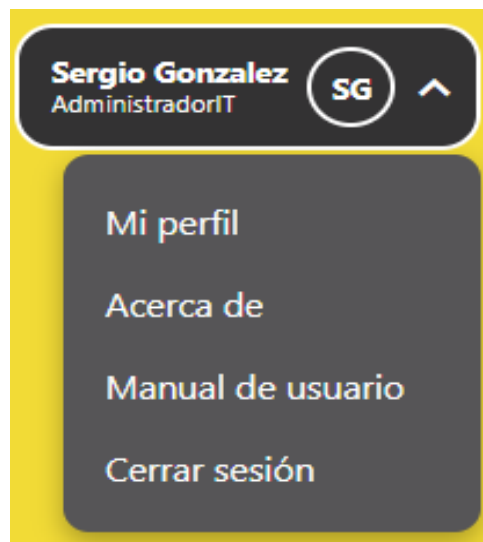 Sergio Gonzalez
AdministradorIT
SG
Mi perfil
Acerca de
Manual de usuario
Cerrar sesión